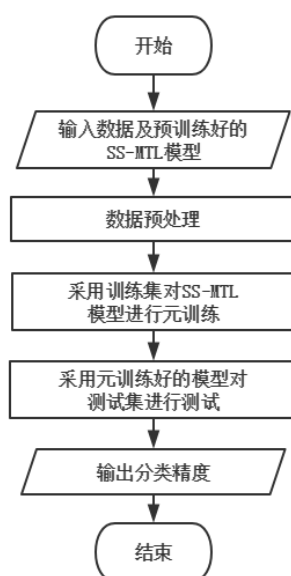 开始
输入数据及预训练好的
SS-MTL模型
数据预处理
采用训练集对SS-MTL
模型进行元训练
采用元训练好的模型对
测试集进行测试
输出分类精度
结束